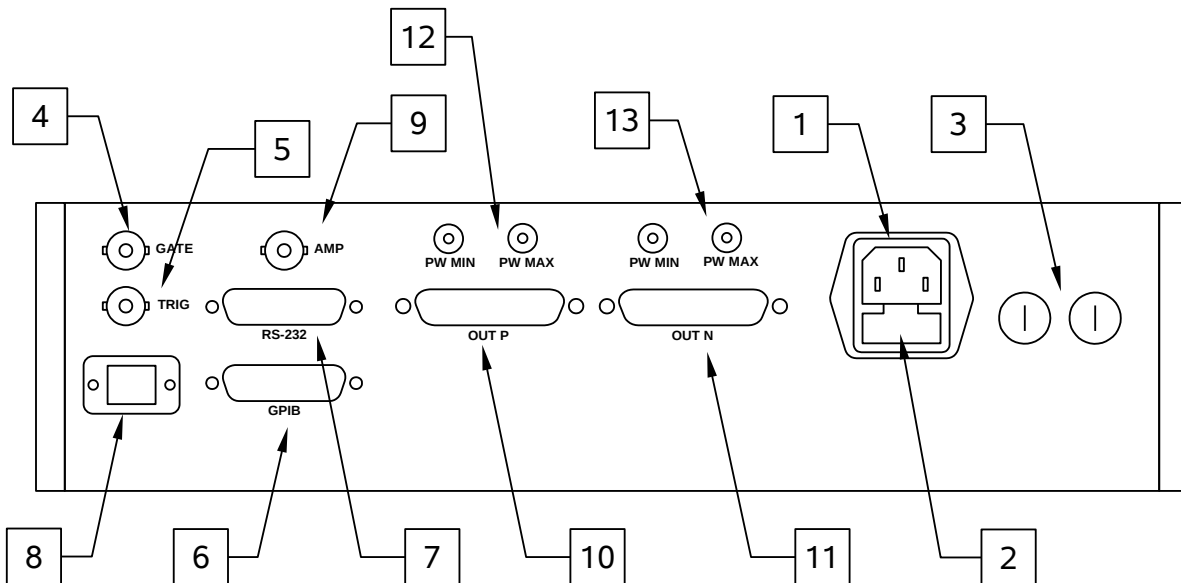 12
4
9
13
1
3
5
GATE
AMP
PW MIN
PW MAX
PW MIN
PW MAX
TRIG
RS-232
OUT P
OUT N
GPIB
8
6
7
10
11
2